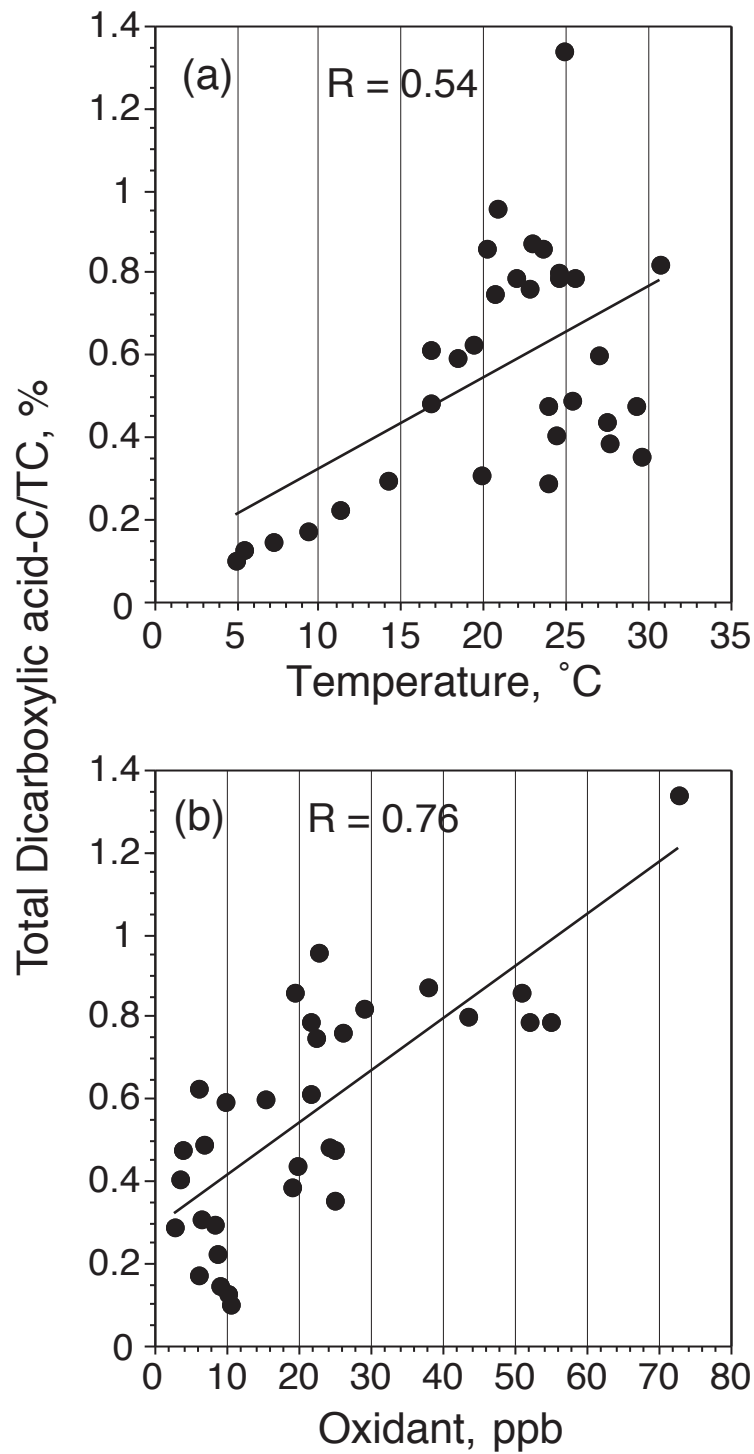 Total Dicarboxylic acid-C/TC, %
(a)
R = 0.54
1.4
1.2
1
0.8
0.6
0.4
0.2
0
0 5 10 15 20 25 30 35
Temperature, ˚C
(b)
R = 0.76
1.4
1.2
1
0.8
0.6
0.4
0.2
0
0 10 20 30 40 50 60 70 80
Oxidant, ppb